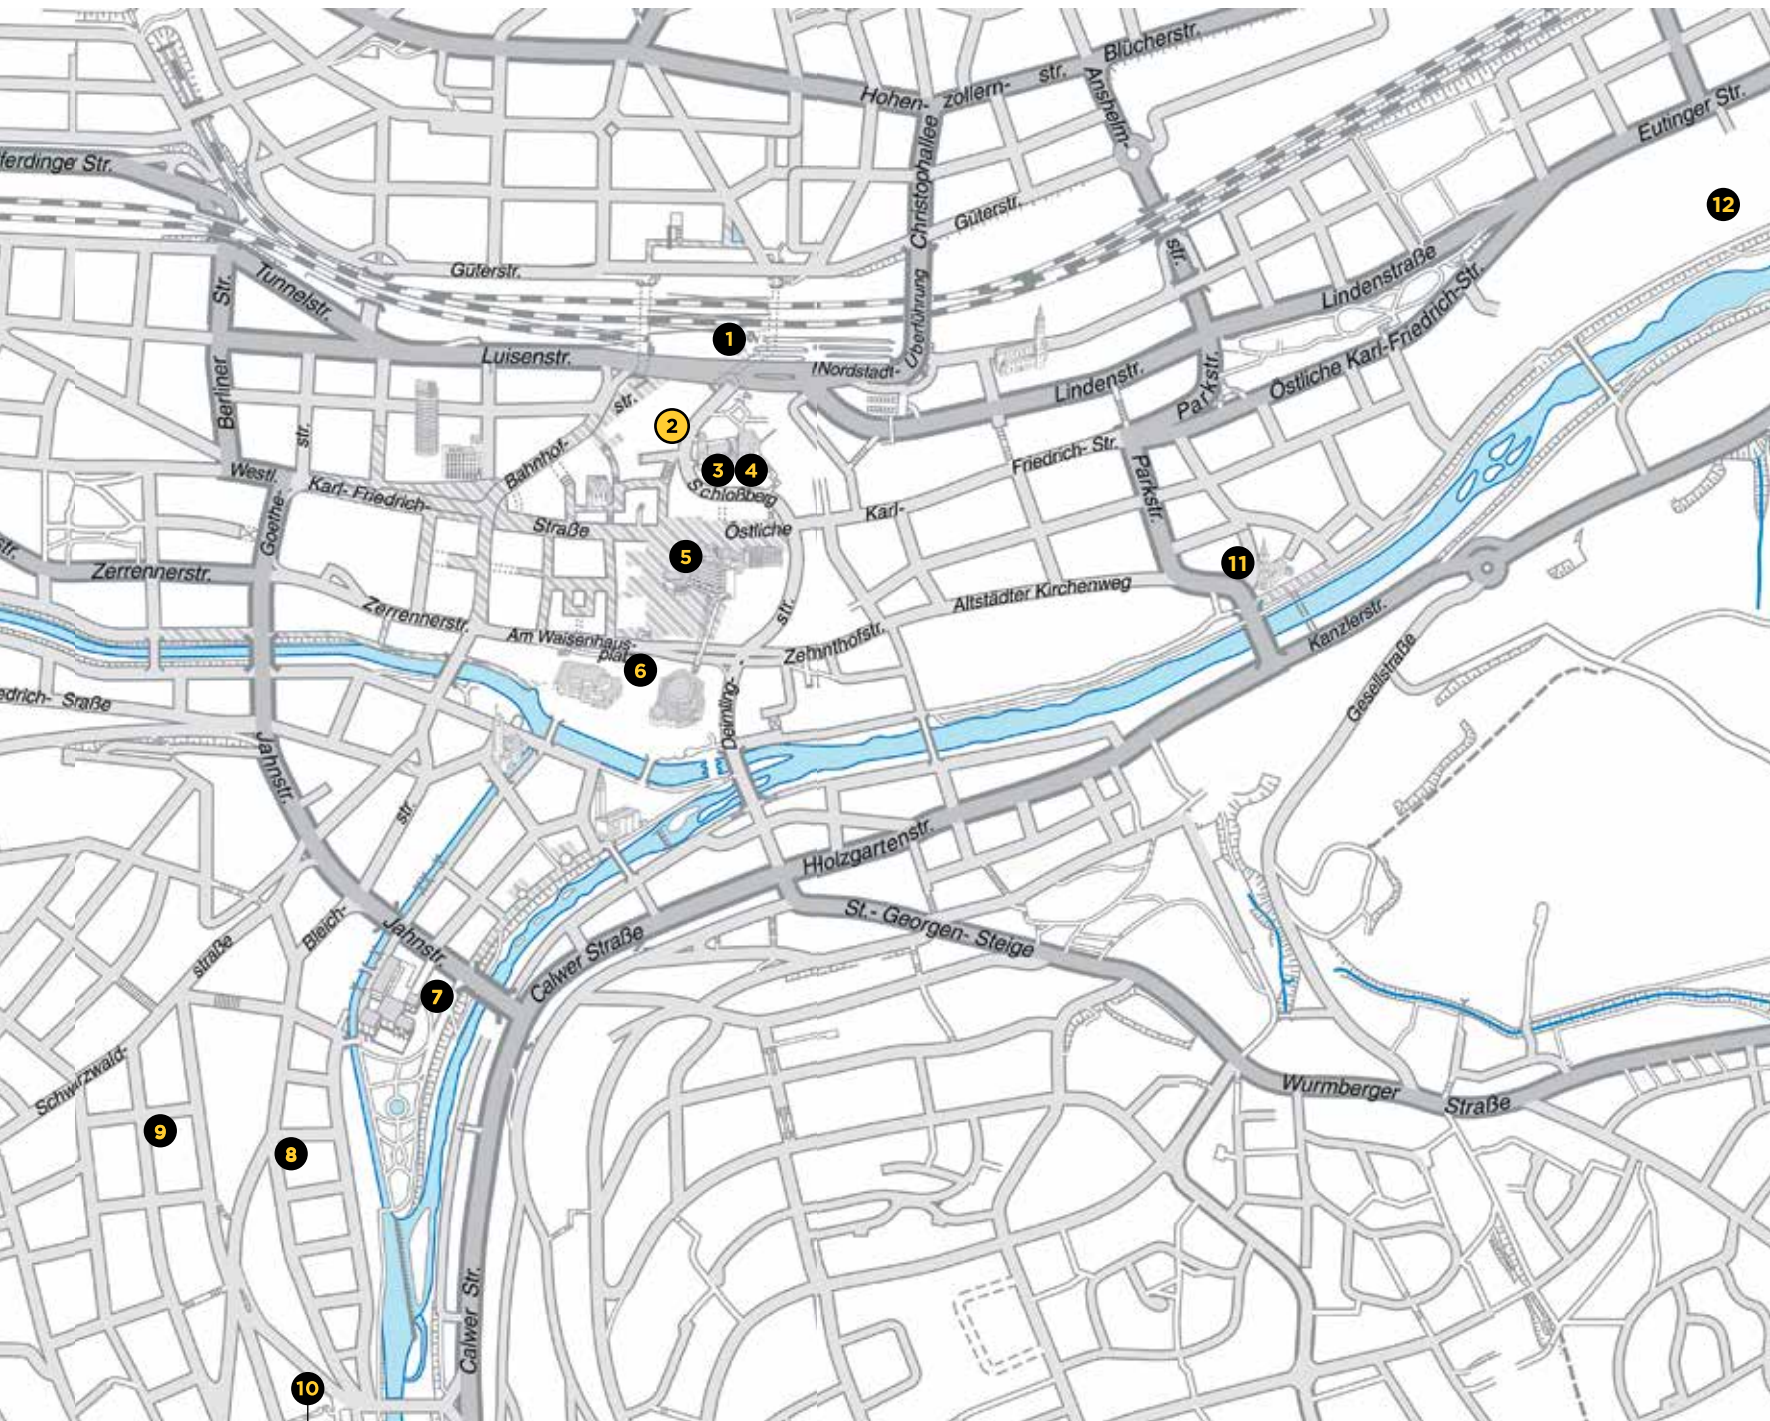 Blücherstr.
Hohen-
zollern-
str.
Anshelm-
str.
Eutinger Str.
ferdinge Str.
Christophallee
Güterstr.
12
Güterstr.
Tunnelstr.
Str.
Berliner
Lindenstraße
Überführung
1
Luisenstr.
!Nordstadt-
Lindenstr.
Parkstr.
Östliche Karl-Friedrich-Str.
str.
2
str.
Bahnhof-
Friedrich- Str.
Westl.
Karl- Friedrich-
Straße
3
4
Schloßberg
Parkstr.
Goethe-
Östliche
Karl-
str.
5
11
Zerrennerstr.
Altstädter Kirchenweg
Zerrennerstr.
str.
Am Waisenhaus-
platz
6
Zehnthofstr.
Kanzlerstr.
Gesellstraße
edrich- Sraße
Deimling-
Jahnstr.
str.
HHolzgartenstr.
Bleich-
Jahnstr.
St.- Georgen- Steige
straße
Calwer Straße
7
Schwarzwald-
Wurmberger
Straße
9
8
Calwer Str.
10